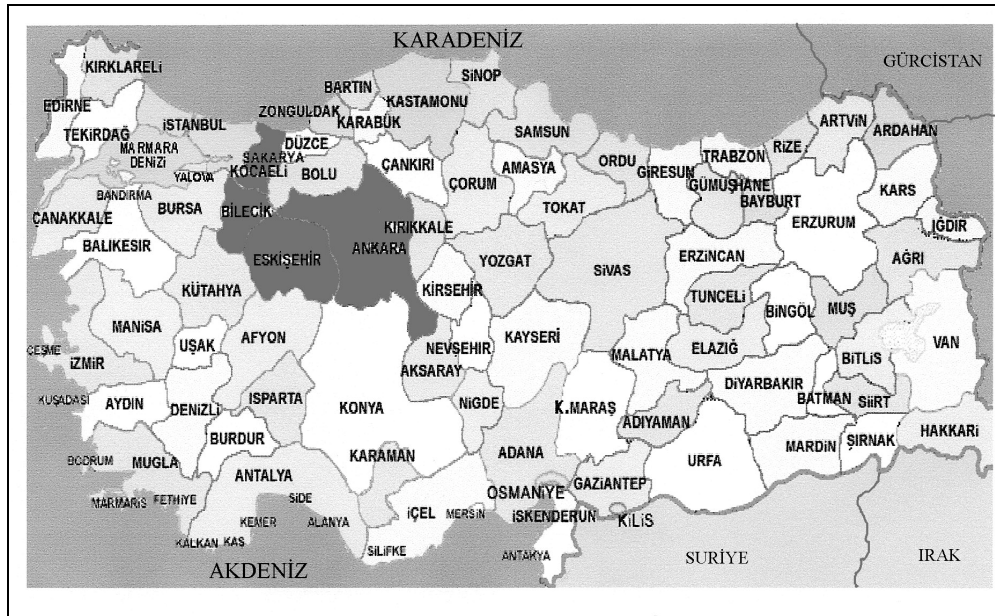 KARADENİZ
GÜRCİSTAN
KIRKLARELİ
EDİRNE
TEKİRDAĞ
İSTANBUL
MARMARA
DENİZİ
YALOVA
BANDIRMA
ÇANAKKALE
BALIKESIR
BURSA
BİLECİK
SAKARYA
KOCAELİ
DÜZCE
BOLU
ZONGULDAK
BARTIN
KARABÜK
KASTAMONU
SİNOP
ÇANKIRI
ÇORUM
SAMSUN
AMASYA
TOKAT
ORDU
GİRESUN
TRABZON
GÜMÜŞHANE
BAYBURT
RİZE
ARTVİN
ARDAHAN
KARS
IĞDIR
AĞRI
ERZURUM
ERZİNCAN
ESKİŞEHİR
ANKARA
KIRIKKALE
KİRŞEHİR
YOZGAT
SİVAS
TUNCELİ
BİNGÖL
MUŞ
BİTLİS
VAN
KÜTAHYA
MANİSA
UŞAK
AFYON
ÇEŞME
İZMİR
KUŞADASI
AYDIN
DENİZLİ
ISPARTA
BURDUR
KONYA
AKSARAY
NEVŞEHIR
NİGDE
KAYSERİ
MALATYA
ELAZIĞ
DİYARBAKIR
BATMAN
SİİRT
K.MARAŞ
ADIYAMAN
URFA
MARDİN
ŞIRNAK
HAKKARİ
BODRUM
MUGLA
MARMARİS
FETHİYE
ANTALYA
SİDE
KEMER
ALANYA
KALKAN
KAŞ
KARAMAN
İÇEL
MERSİN
SİLİFKE
ADANA
OSMANİYE
GAZİANTEP
İSKENDERUN
KİLİS
ANTAKYA
AKDENİZ
SURİYE
IRAK